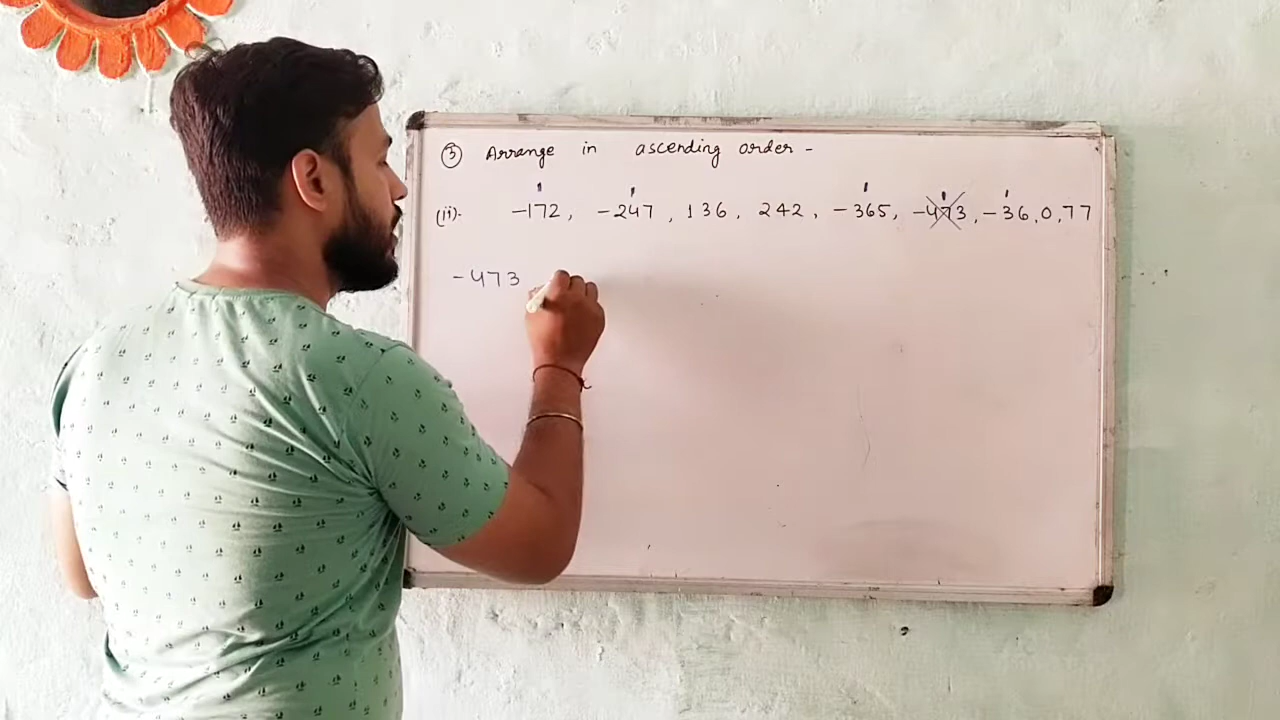 ③ Arrange in ascending order -
(ii). -172, -247, 136, 242, -365, -473, -36, 0, 77
-473